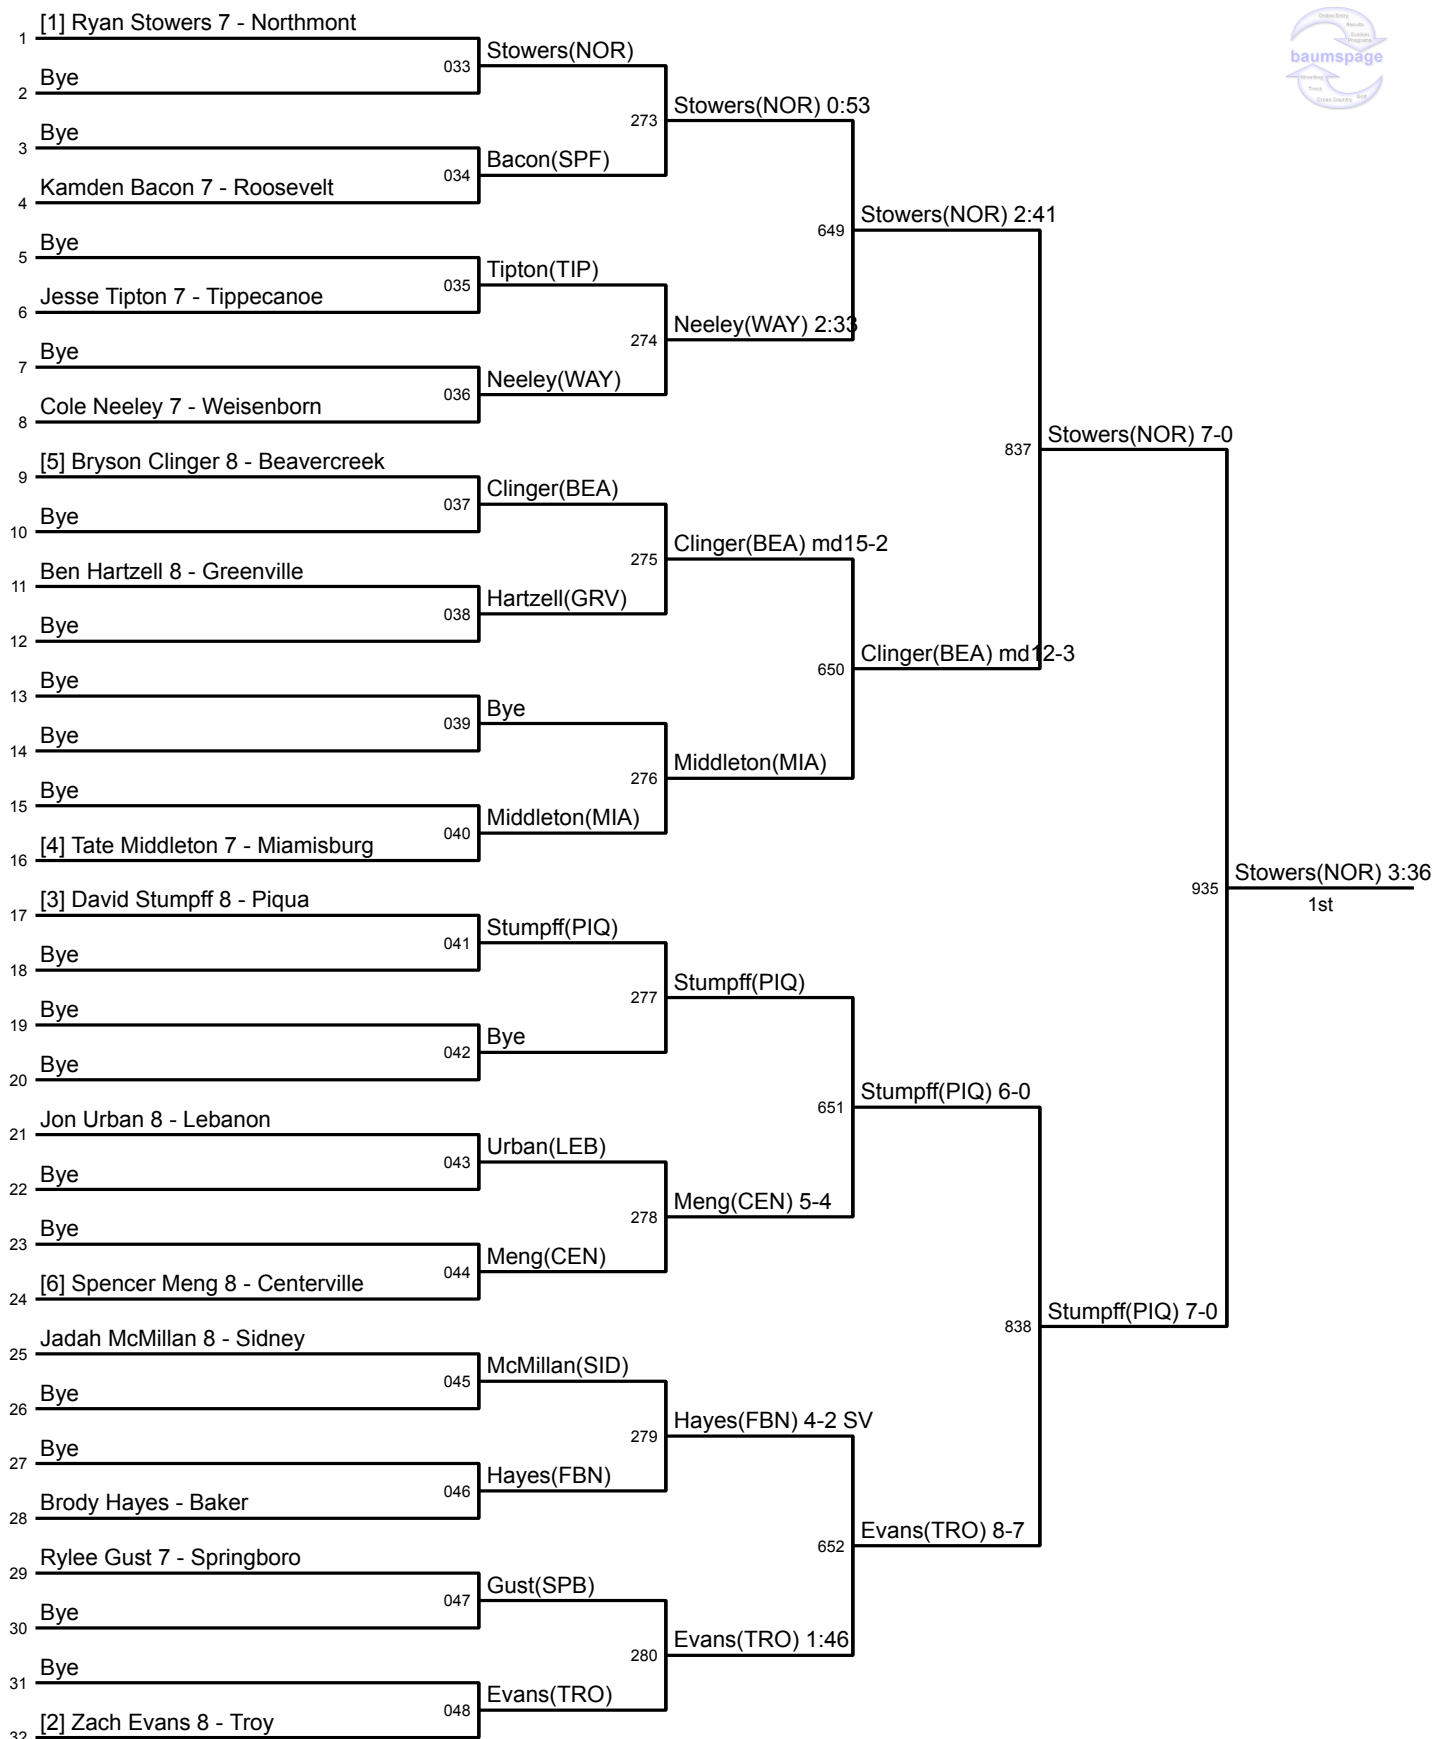 [1] Ryan Stowers 7 - Northmont
1
Bye
2
033
Stowers(NOR)
Bye
3
Kamden Bacon 7 - Roosevelt
4
034
Bacon(SPF)
273
Stowers(NOR) 0:53
Bye
5
Jesse Tipton 7 - Tippecanoe
6
035
Tipton(TIP)
Bye
7
Cole Neeley 7 - Weisenborn
8
036
Neeley(WAY)
274
Neeley(WAY) 2:33
649
Stowers(NOR) 2:41
[5] Bryson Clinger 8 - Beavercreek
9
Bye
10
037
Clinger(BEA)
Ben Hartzell 8 - Greenville
11
Bye
12
038
Hartzell(GRV)
275
Clinger(BEA) md15-2
Bye
13
Bye
14
039
Bye
Bye
15
[4] Tate Middleton 7 - Miamisburg
16
040
Middleton(MIA)
276
Middleton(MIA)
650
Clinger(BEA) md12-3
837
Stowers(NOR) 7-0
[3] David Stumpff 8 - Piqua
17
Bye
18
041
Stumpff(PIQ)
Bye
19
Bye
20
042
Bye
277
Stumpff(PIQ)
Jon Urban 8 - Lebanon
21
Bye
22
043
Urban(LEB)
Bye
23
[6] Spencer Meng 8 - Centerville
24
044
Meng(CEN)
278
Meng(CEN) 5-4
651
Stumpff(PIQ) 6-0
Jadah McMillan 8 - Sidney
25
Bye
26
045
McMillan(SID)
Bye
27
Brody Hayes - Baker
28
046
Hayes(FBN)
279
Hayes(FBN) 4-2 SV
Rylee Gust 7 - Springboro
29
Bye
30
047
Gust(SPB)
Bye
31
[2] Zach Evans 8 - Troy
32
048
Evans(TRO)
280
Evans(TRO) 1:46
652
Evans(TRO) 8-7
838
Stumpff(PIQ) 7-0
935
Stowers(NOR) 3:36
1st
Online Entry
Results
Custom
Programs
baumspage
Wrestling
Track
Cross Country
Golf